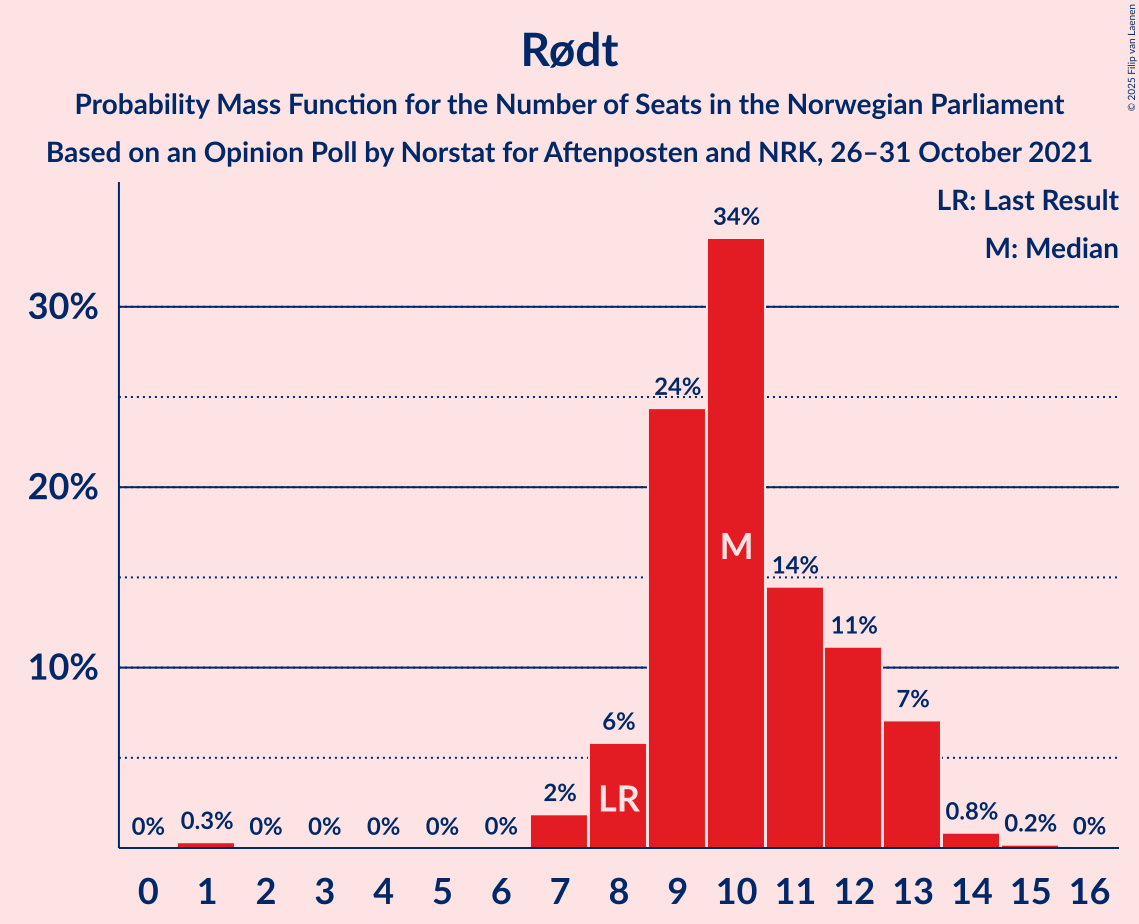 Rødt
Probability Mass Function for the Number of Seats in the Norwegian Parliament
Based on an Opinion Poll by Norstat for Aftenposten and NRK, 26–31 October 2021
© 2025 Filip van Laenen
LR: Last Result
M: Median
34%
30%
24%
20%
M
14%
11%
10%
7%
6%
2%
LR
0%
0.3%
0%
0%
0%
0%
0%
0.8%
0.2%
0%
0 1 2 3 4 5 6 7 8 9 10 11 12 13 14 15 16